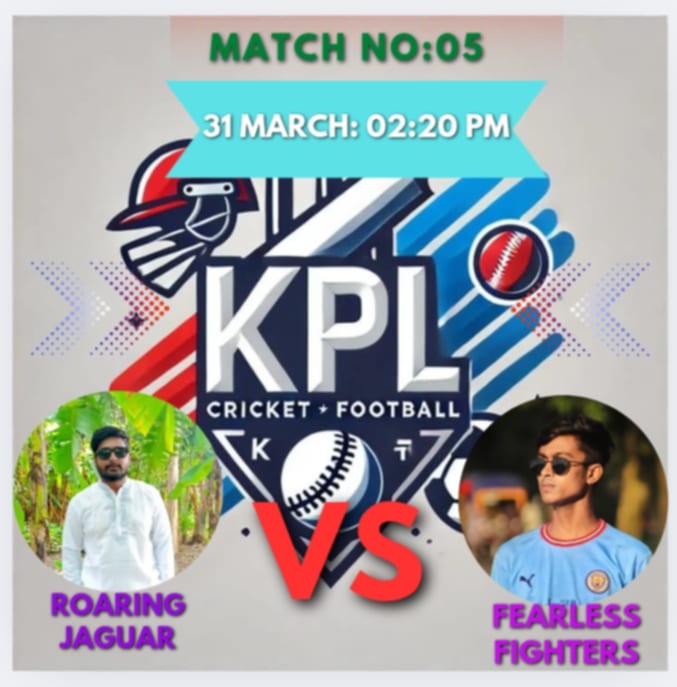 MATCH NO:05
31 MARCH: 02:20 PM
KPL
CRICKET FOOTBALL
K T
VS
ROARING
JAGUAR
FEARLESS
FIGHTERS